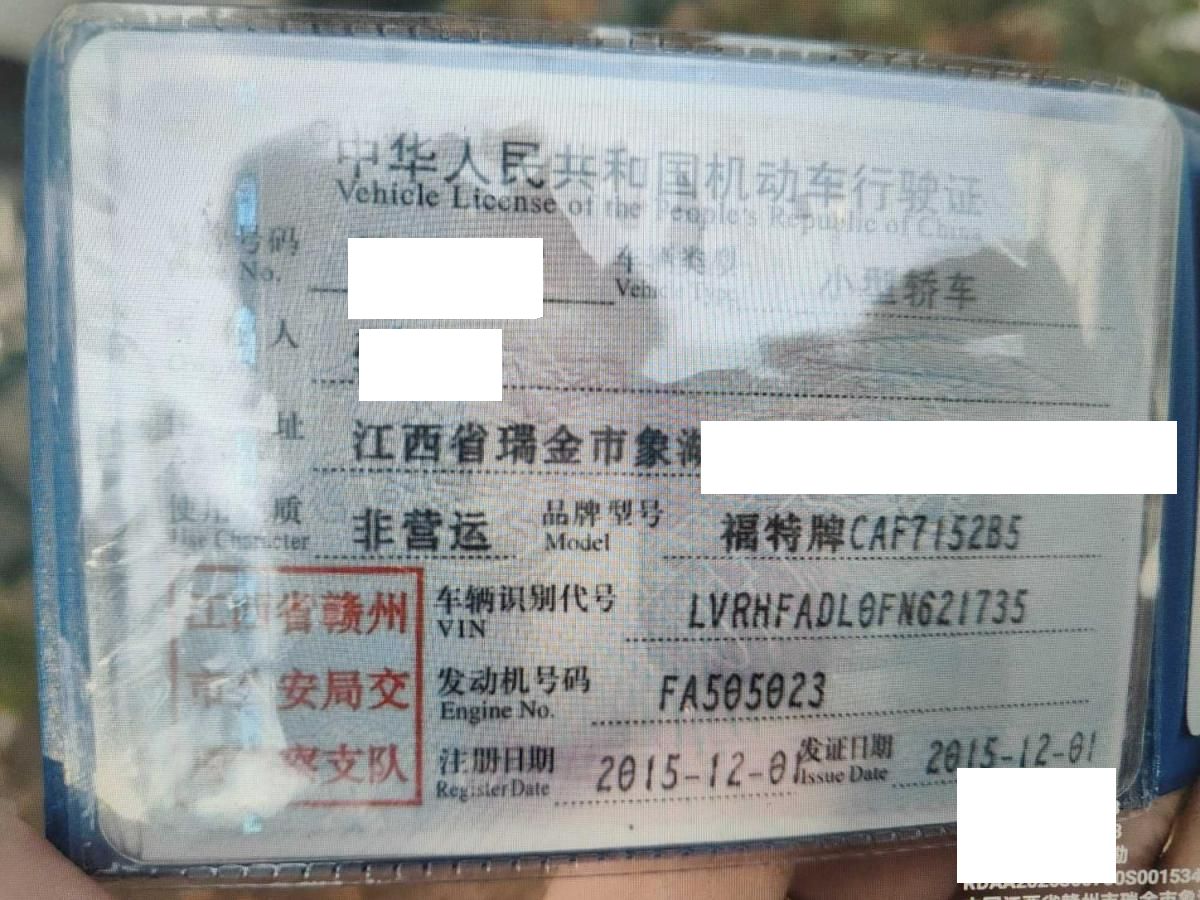 中华人民共和国机动车行驶证
Vehicle License of the People's Republic of China
号码
No.
车辆类型 小型轿车
Vehicle Type
人
址 江西省瑞金市象湖
使用 质 非营运 品牌型号 福特牌CAF7152B5
Use Character Model
江西省赣州
市公安局交
察支队
车辆识别代号 LVRHFADL0FN621735
VIN
发动机号码 FA505023
Engine No.
注册日期 2015-12-01 发证日期 2015-12-01
Register Date Issue Date